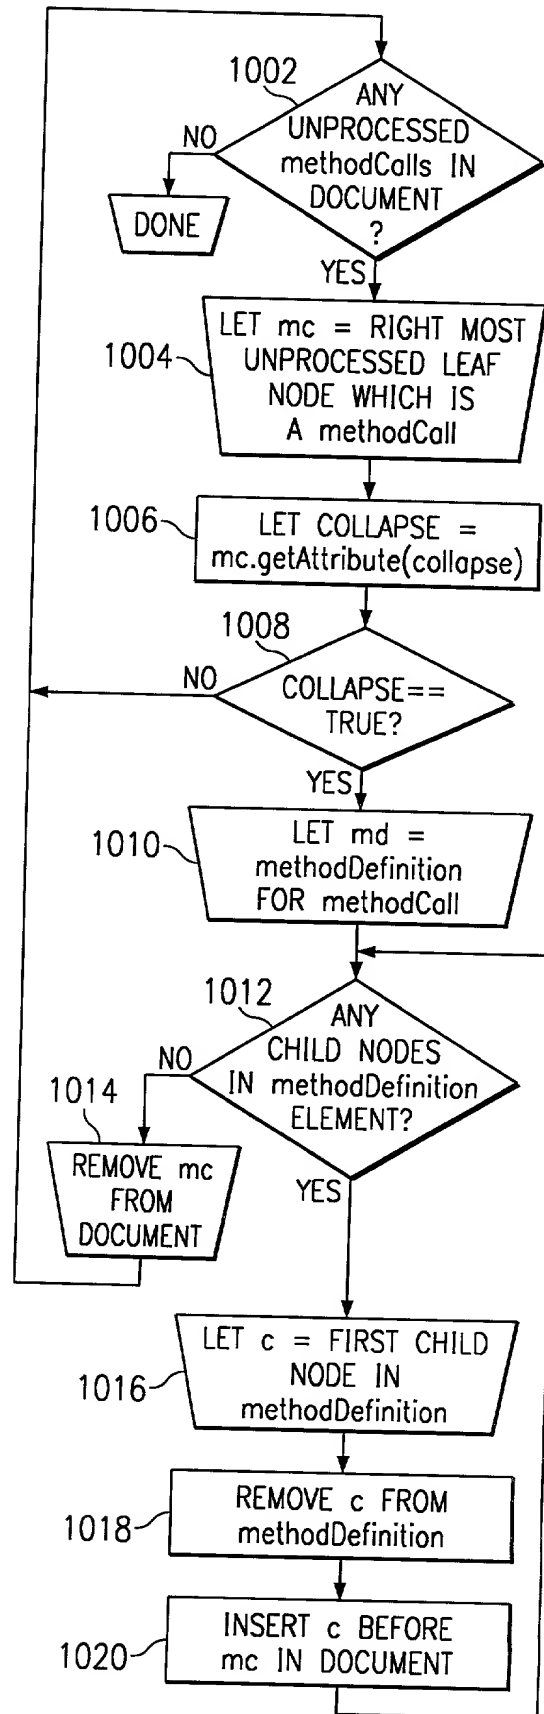 1002
ANY
UNPROCESSED
methodCalls IN
DOCUMENT
?
NO
DONE
YES
LET mc = RIGHT MOST
UNPROCESSED LEAF
NODE WHICH IS
A methodCall
1004
1006
LET COLLAPSE =
mc.getAttribute(collapse)
1008
NO
COLLAPSE==
TRUE?
YES
1010
LET md =
methodDefinition
FOR methodCall
1012
ANY
CHILD NODES
IN methodDefinition
ELEMENT?
NO
1014
REMOVE mc
FROM
DOCUMENT
YES
LET c = FIRST CHILD
NODE IN
methodDefinition
1016
REMOVE c FROM
methodDefinition
1018
INSERT c BEFORE
mc IN DOCUMENT
1020